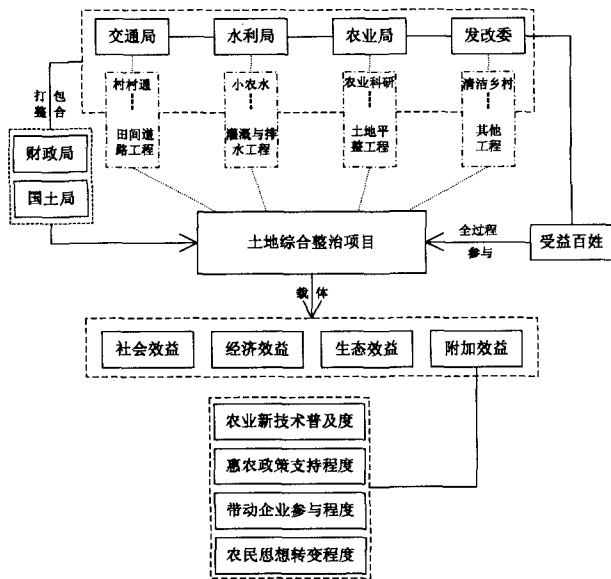 交通局
水利局
农业局
发改委
打 包
整 合
村村通
小农水
农业科研
清洁乡村
田间道
路工程
灌溉与排
水工程
土地平
整工程
其他
工程
财政局
国土局
土地综合整治项目
全过程
参与
受益百姓
载 体
社会效益
经济效益
生态效益
附加效益
农业新技术普及度
惠农政策支持程度
带动企业参与程度
农民思想转变程度